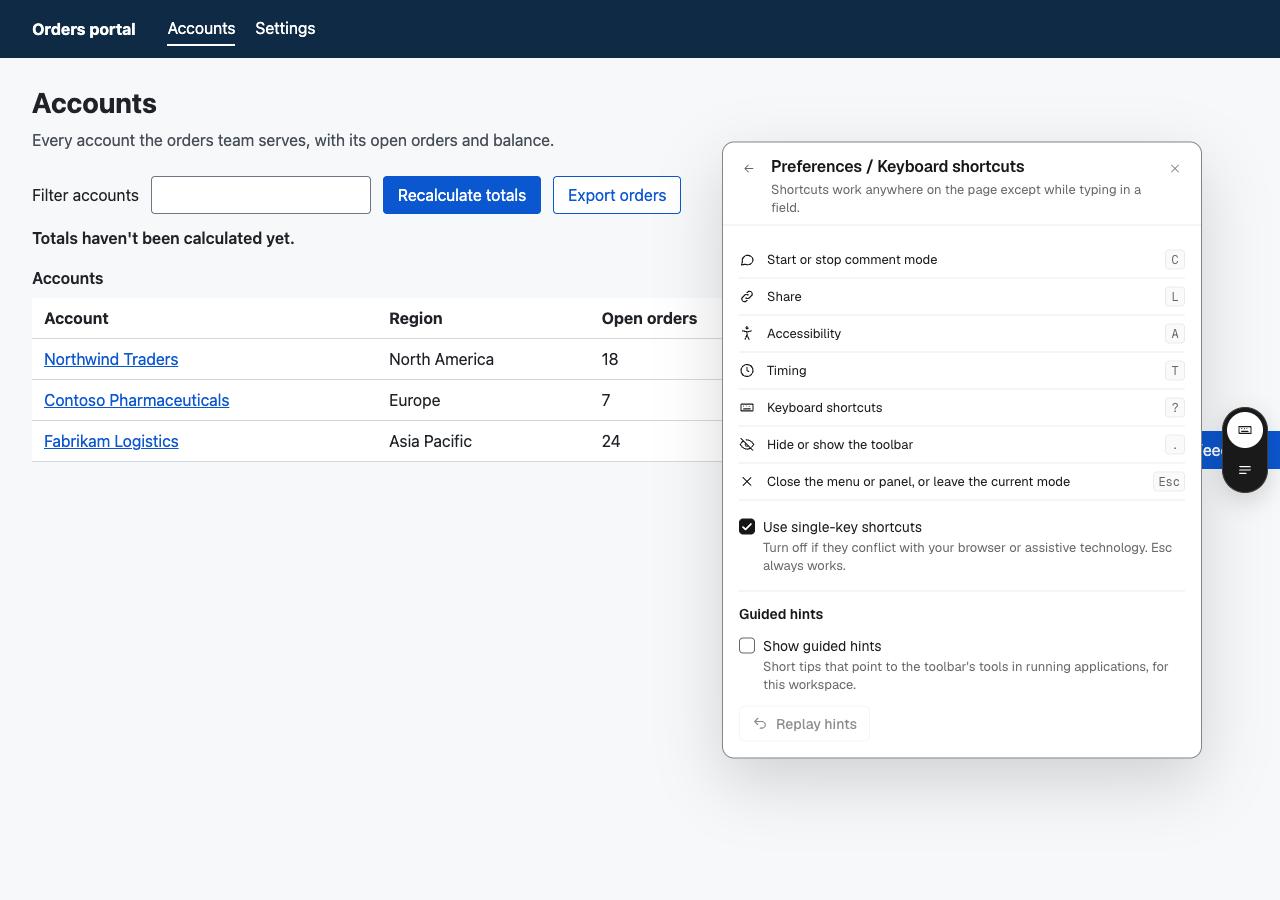 Orders portal Accounts Settings
Accounts
Every account the orders team serves, with its open orders and balance.
Filter accounts Recalculate totals Export orders
Totals haven't been calculated yet.
Accounts
Account Region Open orders
Northwind Traders North America 18
Contoso Pharmaceuticals Europe 7
Fabrikam Logistics Asia Pacific 24
Preferences / Keyboard shortcuts
Shortcuts work anywhere on the page except while typing in a
field.
Start or stop comment mode C
Share L
Accessibility A
Timing T
Keyboard shortcuts ?
Hide or show the toolbar .
Close the menu or panel, or leave the current mode Esc
Use single-key shortcuts
Turn off if they conflict with your browser or assistive technology. Esc
always works.
Guided hints
Show guided hints
Short tips that point to the toolbar's tools in running applications, for
this workspace.
Replay hints